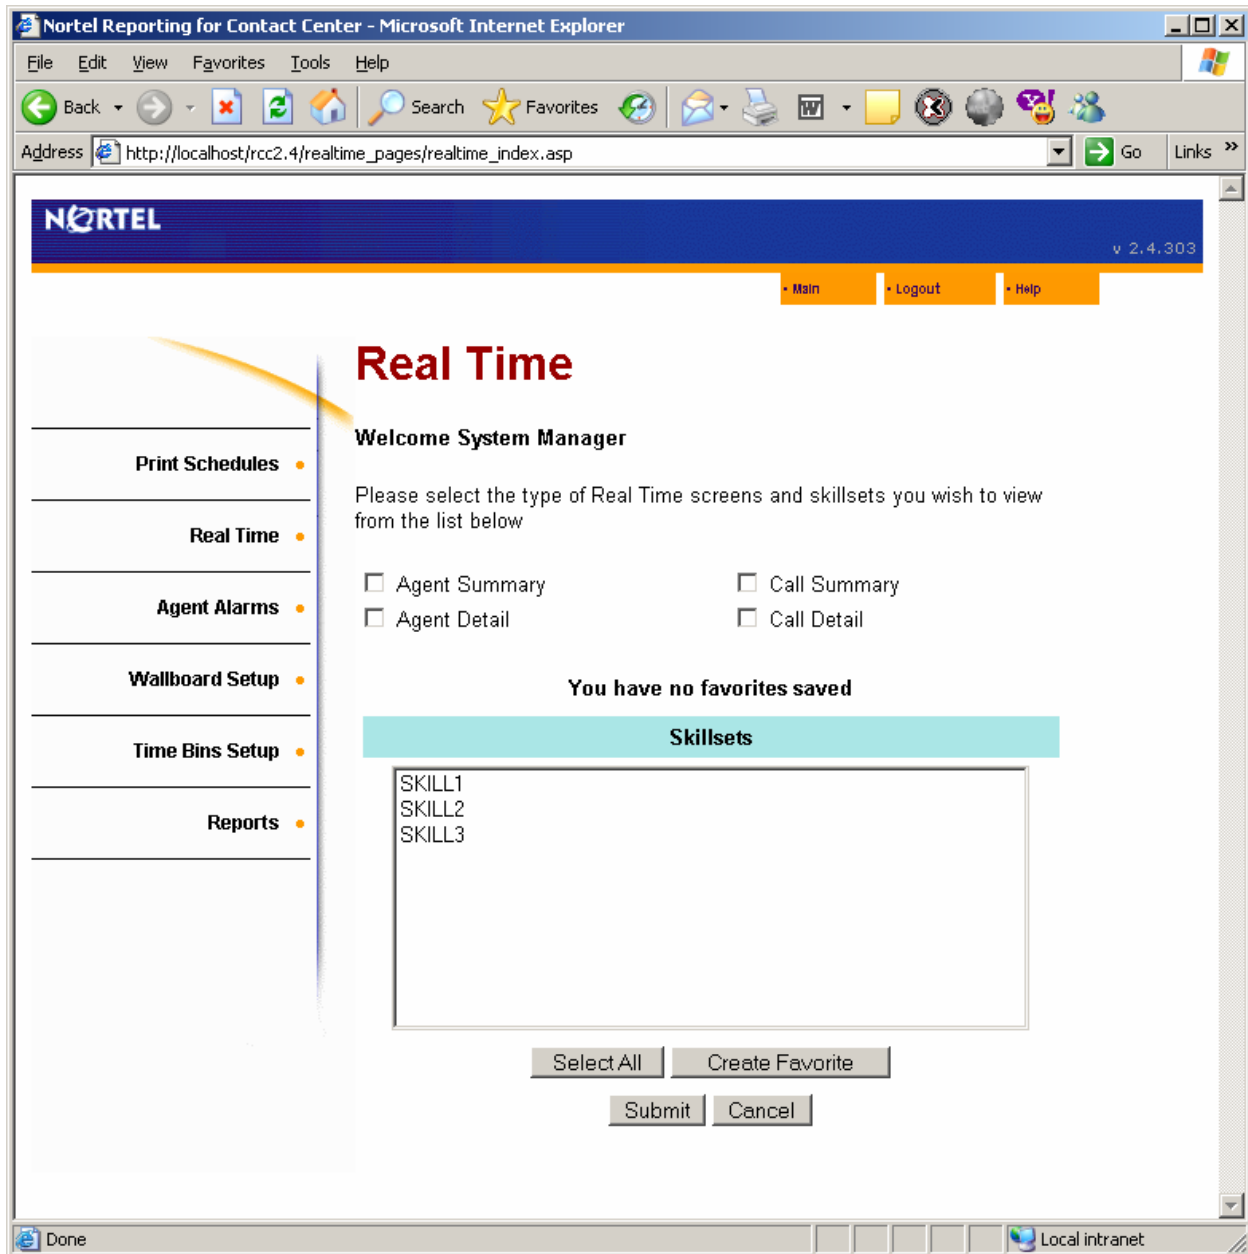 Nortel Reporting for Contact Center - Microsoft Internet Explorer
File Edit View Favorites Tools Help
Back Search Favorites
Address http://localhost/rcc2.4/realtime_pages/realtime_index.asp Go Links »
NORTEL
v 2.4.303
• Main • Logout • Help
Real Time
Welcome System Manager
Please select the type of Real Time screens and skillsets you wish to view
from the list below
Agent Summary Call Summary
Agent Detail Call Detail
You have no favorites saved
Skillsets
SKILL1
SKILL2
SKILL3
Select All Create Favorite
Submit Cancel
Print Schedules •
Real Time •
Agent Alarms •
Wallboard Setup •
Time Bins Setup •
Reports •
Done Local intranet